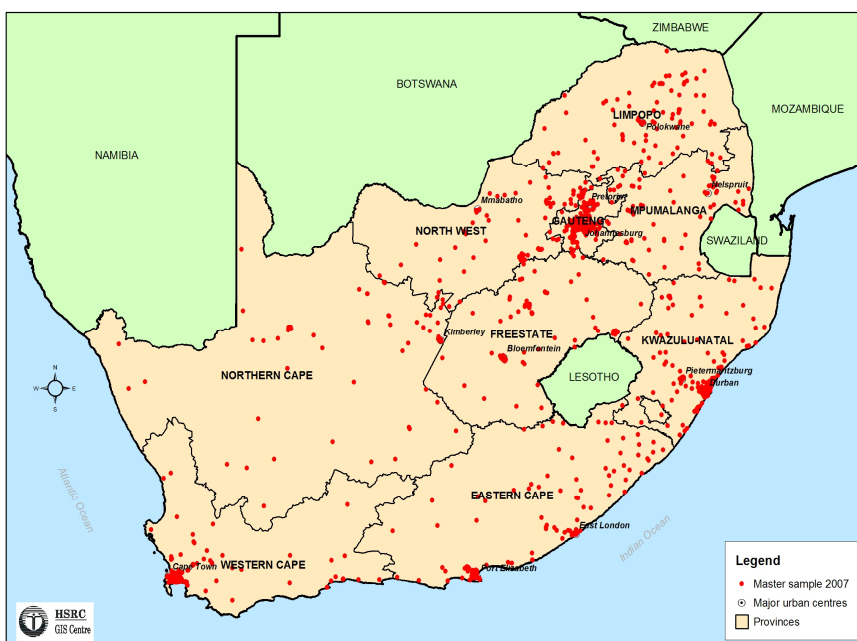 ZIMBABWE
BOTSWANA
MOZAMBIQUE
NAMIBIA
LIMPOPO
Polokwane
Nelspruit
Mmabatho
Pretoria
MPUMALANGA
GAUTENG
NORTH WEST
Johannesburg
SWAZILAND
Kimberley
FREESTATE
KWAZULU-NATAL
Bloemfontein
NORTHERN CAPE
LESOTHO
Pietermaritzburg
Durban
N
W E
S
Atlantic Ocean
EASTERN CAPE
East London
Indian Ocean
WESTERN CAPE
Cape Town
Port Elizabeth
Legend
Master sample 2007
Major urban centres
Provinces
HSRC
GIS Centre